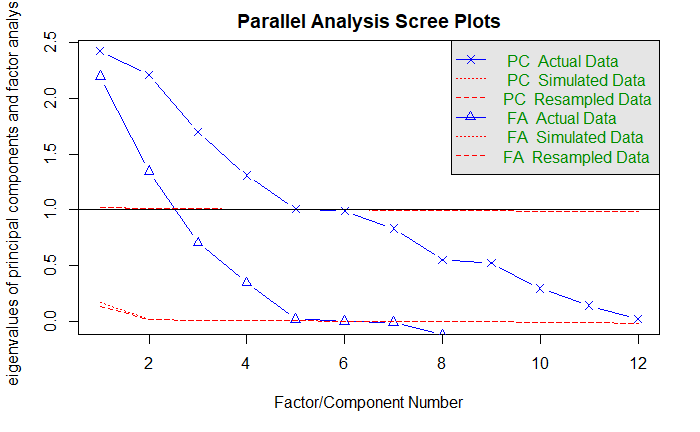 Parallel Analysis Scree Plots
eigenvalues of principal components and factor analys
2.5
2.0
1.5
1.0
0.5
0.0
PC Actual Data
PC Simulated Data
PC Resampled Data
FA Actual Data
FA Simulated Data
FA Resampled Data
2 4 6 8 10 12
Factor/Component Number